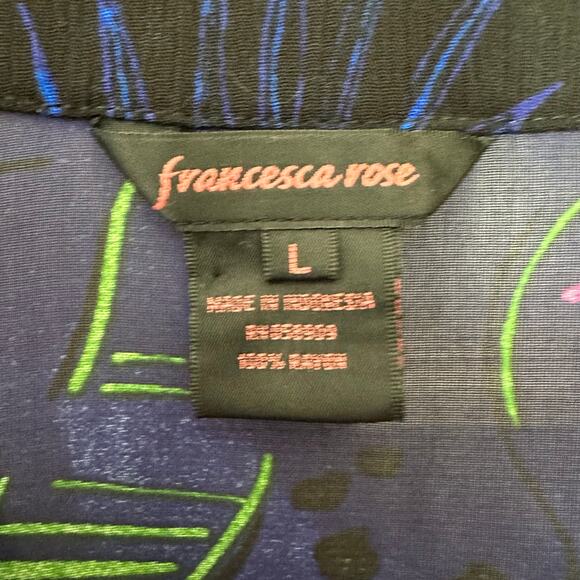 francesca rose
L
MADE IN INDONESIA
100% RAYON